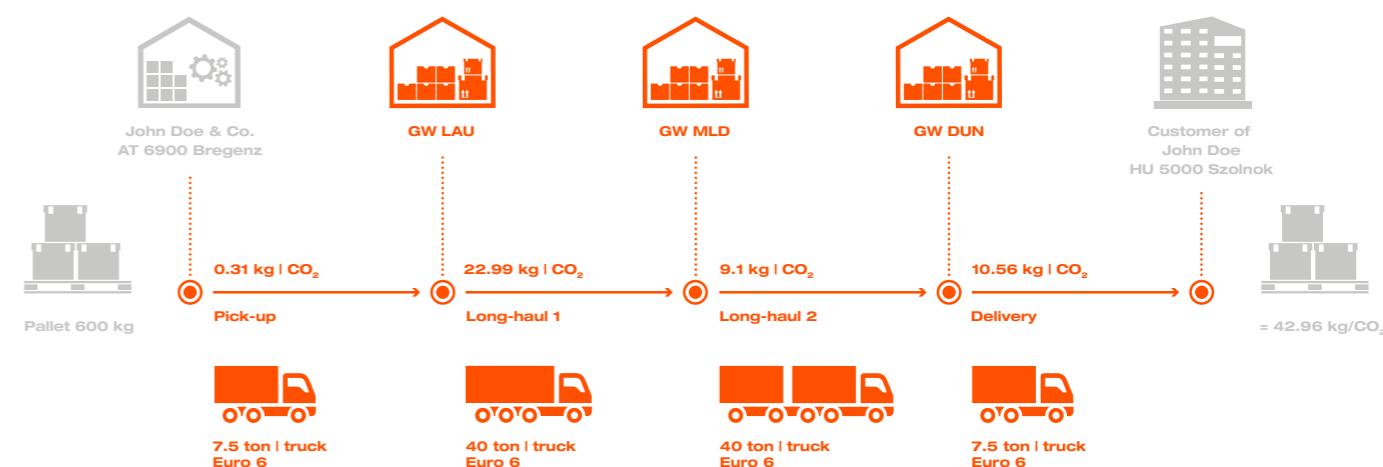 John Doe & Co.
AT 6900 Bregenz
GW LAU
GW MLD
GW DUN
Customer of
John Doe
HU 5000 Szolnok
0.31 kg | CO₂
22.99 kg | CO₂
9.1 kg | CO₂
10.56 kg | CO₂
Pallet 600 kg
Pick-up
Long-haul 1
Long-haul 2
Delivery
= 42.96 kg/CO₂
7.5 ton | truck
Euro 6
40 ton | truck
Euro 6
40 ton | truck
Euro 6
7.5 ton | truck
Euro 6